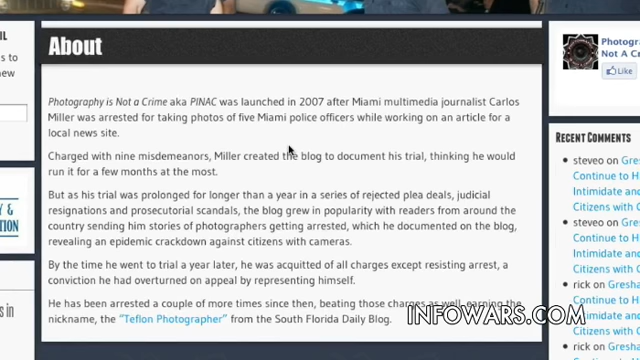 About
Photography is Not a Crime aka PINAC was launched in 2007 after Miami multimedia journalist Carlos
Miller was arrested for taking photos of five Miami police officers while working on an article for a
local news site.
Charged with nine misdemeanors, Miller created the blog to document his trial, thinking he would
run it for a few months at the most.
But as his trial was prolonged for longer than a year in a series of rejected plea deals, judicial
resignations and prosecutorial scandals, the blog grew in popularity with readers from around the
country sending him stories of photographers getting arrested, which he documented on the blog,
revealing an epidemic crackdown against citizens with cameras.
By the time he went to trial a year later, he was acquitted of all charges except resisting arrest, a
conviction he had overturned on appeal by representing himself.
He has been arrested a couple of more times since then, beating those charges as well, earning the
nickname, the “Teflon Photographer” from the South Florida Daily Blog.
s to
new
Y &
in
Photogra
Not A Cr
Like
Recent Comments
steveo on Gres
Continue to H
Intimidate and
Citizens with C
steveo on Gres
Continue to H
Intimidate and
Citizens with C
rick on Gresh
Continue to H
Intimidate and
Citizens with
rick on Gresh
INFOWARS.COM